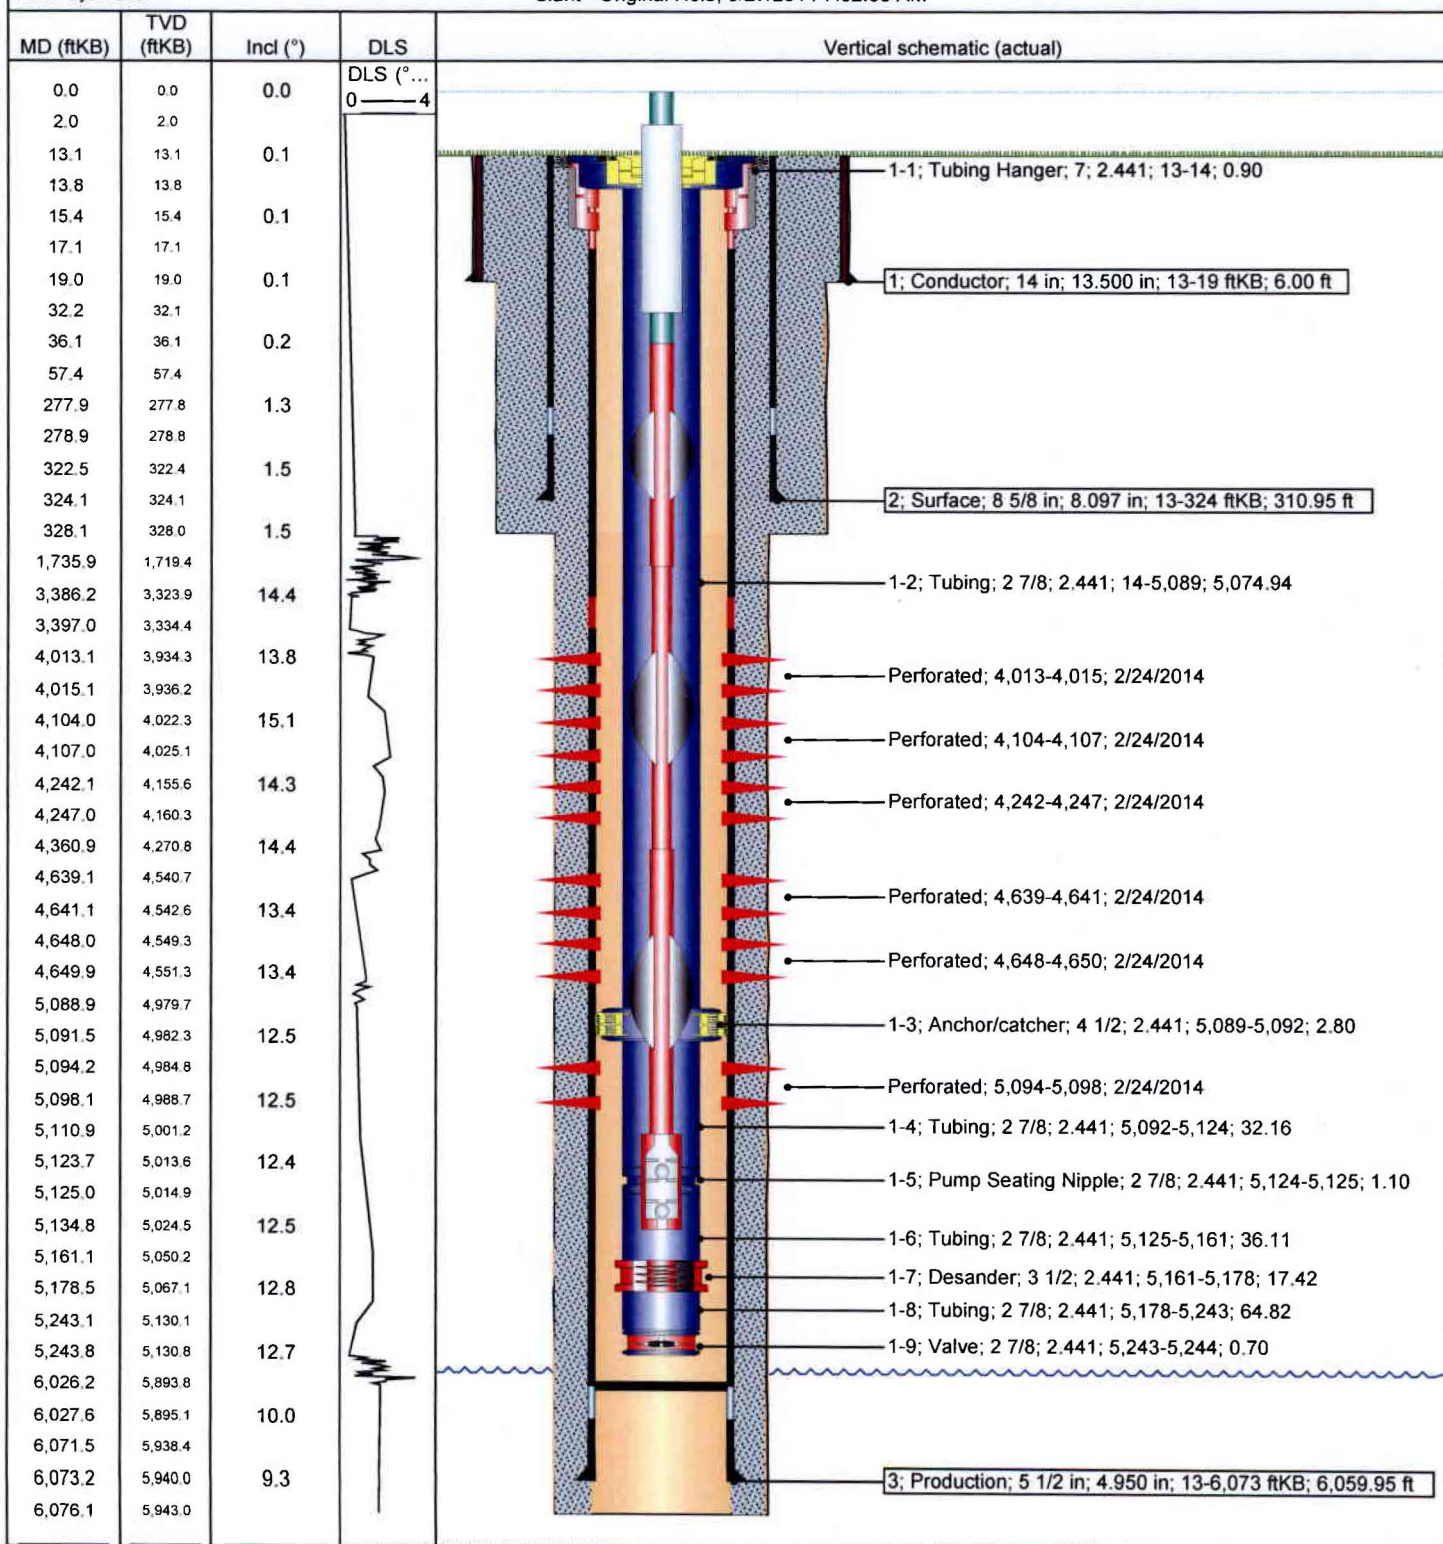 MD (ftKB) TVD (ftKB) Incl (°) DLS Vertical schematic (actual)
DLS (°...
0 4
0.0 0.0 0.0
2.0 2.0
13.1 13.1 0.1
13.8 13.8
15.4 15.4 0.1
17.1 17.1
19.0 19.0 0.1
32.2 32.1
36.1 36.1 0.2
57.4 57.4
277.9 277.8 1.3
278.9 278.8
322.5 322.4 1.5
324.1 324.1
328.1 328.0 1.5
1,735.9 1,719.4
3,386.2 3,323.9 14.4
3,397.0 3,334.4
4,013.1 3,934.3 13.8
4,015.1 3,936.2
4,104.0 4,022.3 15.1
4,107.0 4,025.1
4,242.1 4,155.6 14.3
4,247.0 4,160.3
4,360.9 4,270.8 14.4
4,639.1 4,540.7
4,641.1 4,542.6 13.4
4,648.0 4,549.3
4,649.9 4,551.3 13.4
5,088.9 4,979.7
5,091.5 4,982.3 12.5
5,094.2 4,984.8
5,098.1 4,988.7 12.5
5,110.9 5,001.2
5,123.7 5,013.6 12.4
5,125.0 5,014.9
5,134.8 5,024.5 12.5
5,161.1 5,050.2
5,178.5 5,067.1 12.8
5,243.1 5,130.1
5,243.8 5,130.8 12.7
6,026.2 5,893.8
6,027.6 5,895.1 10.0
6,071.5 5,938.4
6,073.2 5,940.0 9.3
6,076.1 5,943.0
1-1; Tubing Hanger; 7; 2.441; 13-14; 0.90
1; Conductor; 14 in; 13.500 in; 13-19 ftKB; 6.00 ft
2; Surface; 8 5/8 in; 8.097 in; 13-324 ftKB; 310.95 ft
1-2; Tubing; 2 7/8; 2.441; 14-5,089; 5,074.94
Perforated; 4,013-4,015; 2/24/2014
Perforated; 4,104-4,107; 2/24/2014
Perforated; 4,242-4,247; 2/24/2014
Perforated; 4,639-4,641; 2/24/2014
Perforated; 4,648-4,650; 2/24/2014
1-3; Anchor/catcher; 4 1/2; 2.441; 5,089-5,092; 2.80
Perforated; 5,094-5,098; 2/24/2014
1-4; Tubing; 2 7/8; 2.441; 5,092-5,124; 32.16
1-5; Pump Seating Nipple; 2 7/8; 2.441; 5,124-5,125; 1.10
1-6; Tubing; 2 7/8; 2.441; 5,125-5,161; 36.11
1-7; Desander; 3 1/2; 2.441; 5,161-5,178; 17.42
1-8; Tubing; 2 7/8; 2.441; 5,178-5,243; 64.82
1-9; Valve; 2 7/8; 2.441; 5,243-5,244; 0.70
3; Production; 5 1/2 in; 4.950 in; 13-6,073 ftKB; 6,059.95 ft